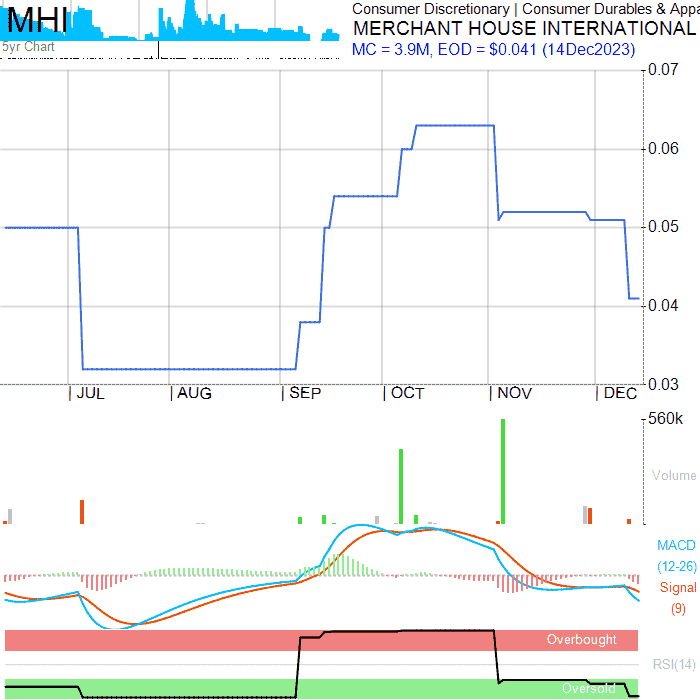 MHI
5yr Chart
Consumer Discretionary | Consumer Durables & Appa
MERCHANT HOUSE INTERNATIONAL
MC = 3.9M, EOD = $0.041 (14Dec2023)
0.07
0.06
0.05
0.04
0.03
JUL
AUG
SEP
OCT
NOV
DEC
560k
Volume
MACD
(12-26)
Signal
(9)
Overbought
RSI(14)
Oversold